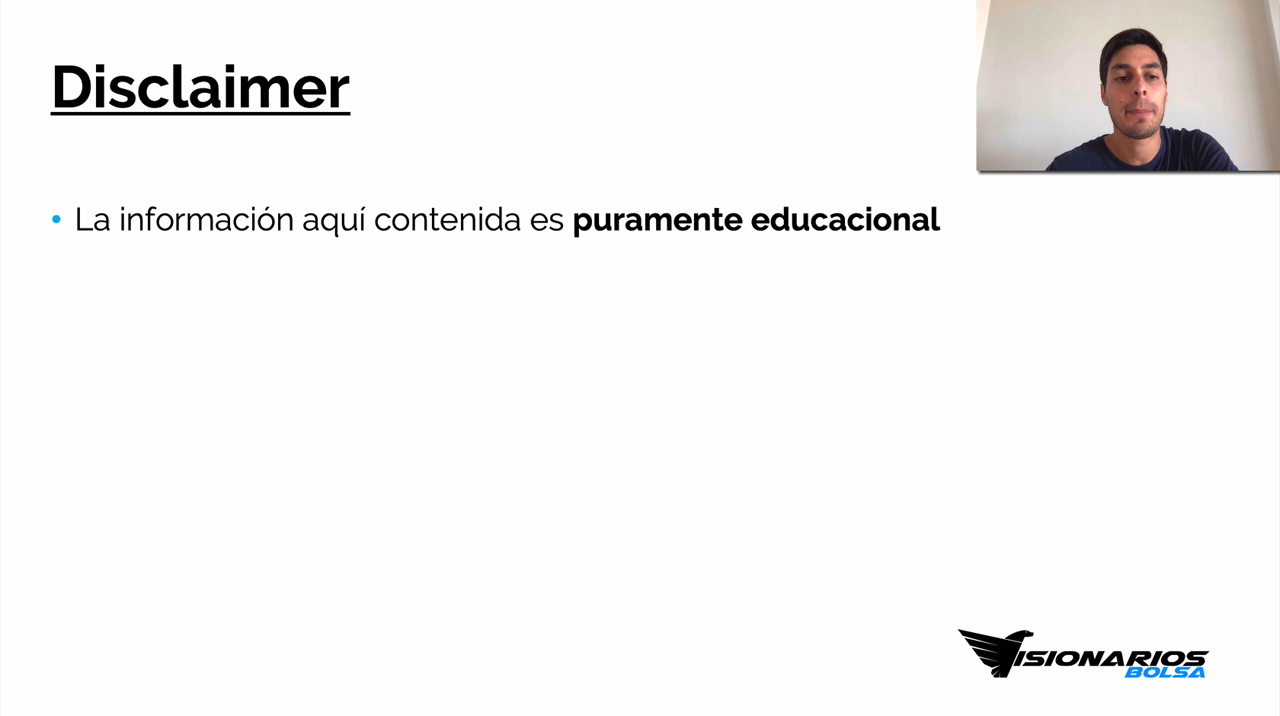 Disclaimer
• La información aquí contenida es puramente educacional
VISIONARIOS
BOLSA